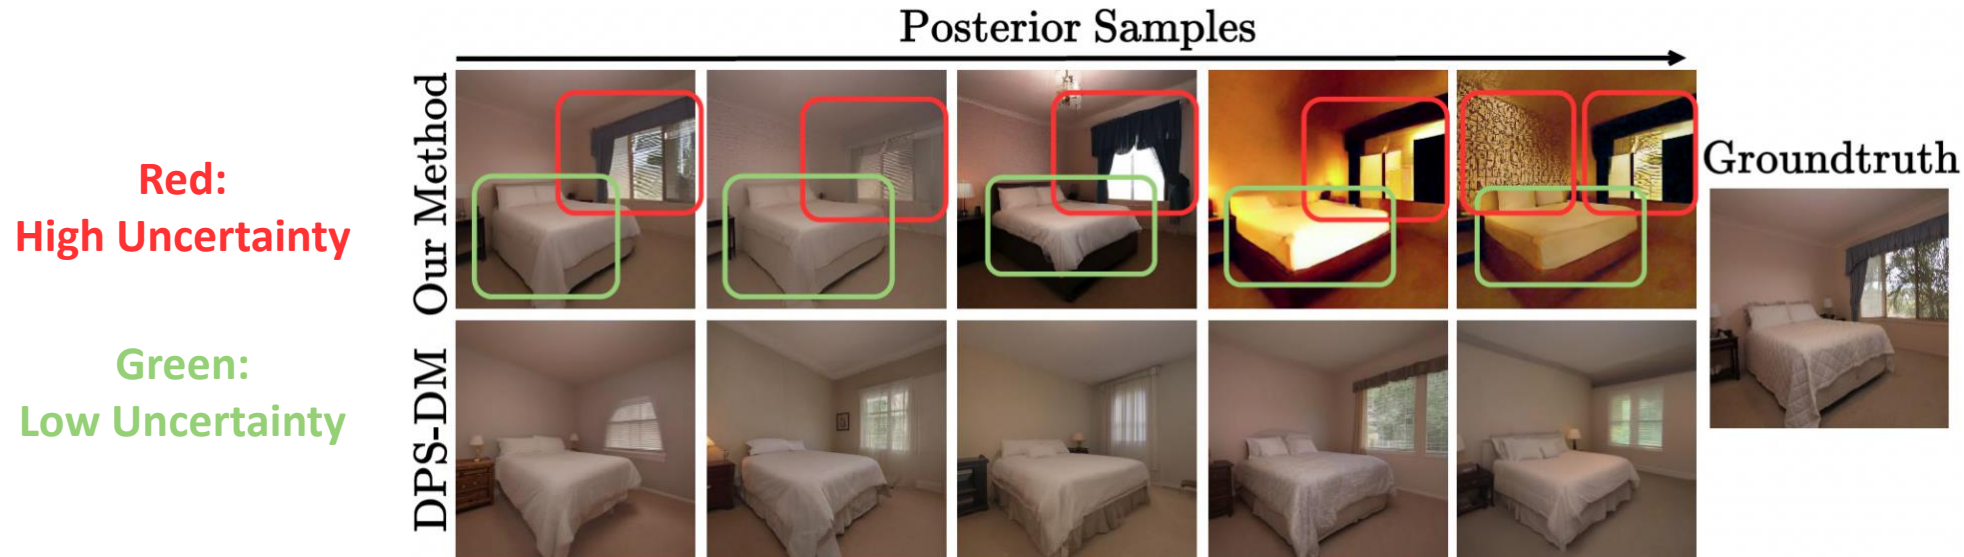 Posterior Samples
Our Method
Red:
High Uncertainty
Groundtruth
Green:
Low Uncertainty
DPS-DM